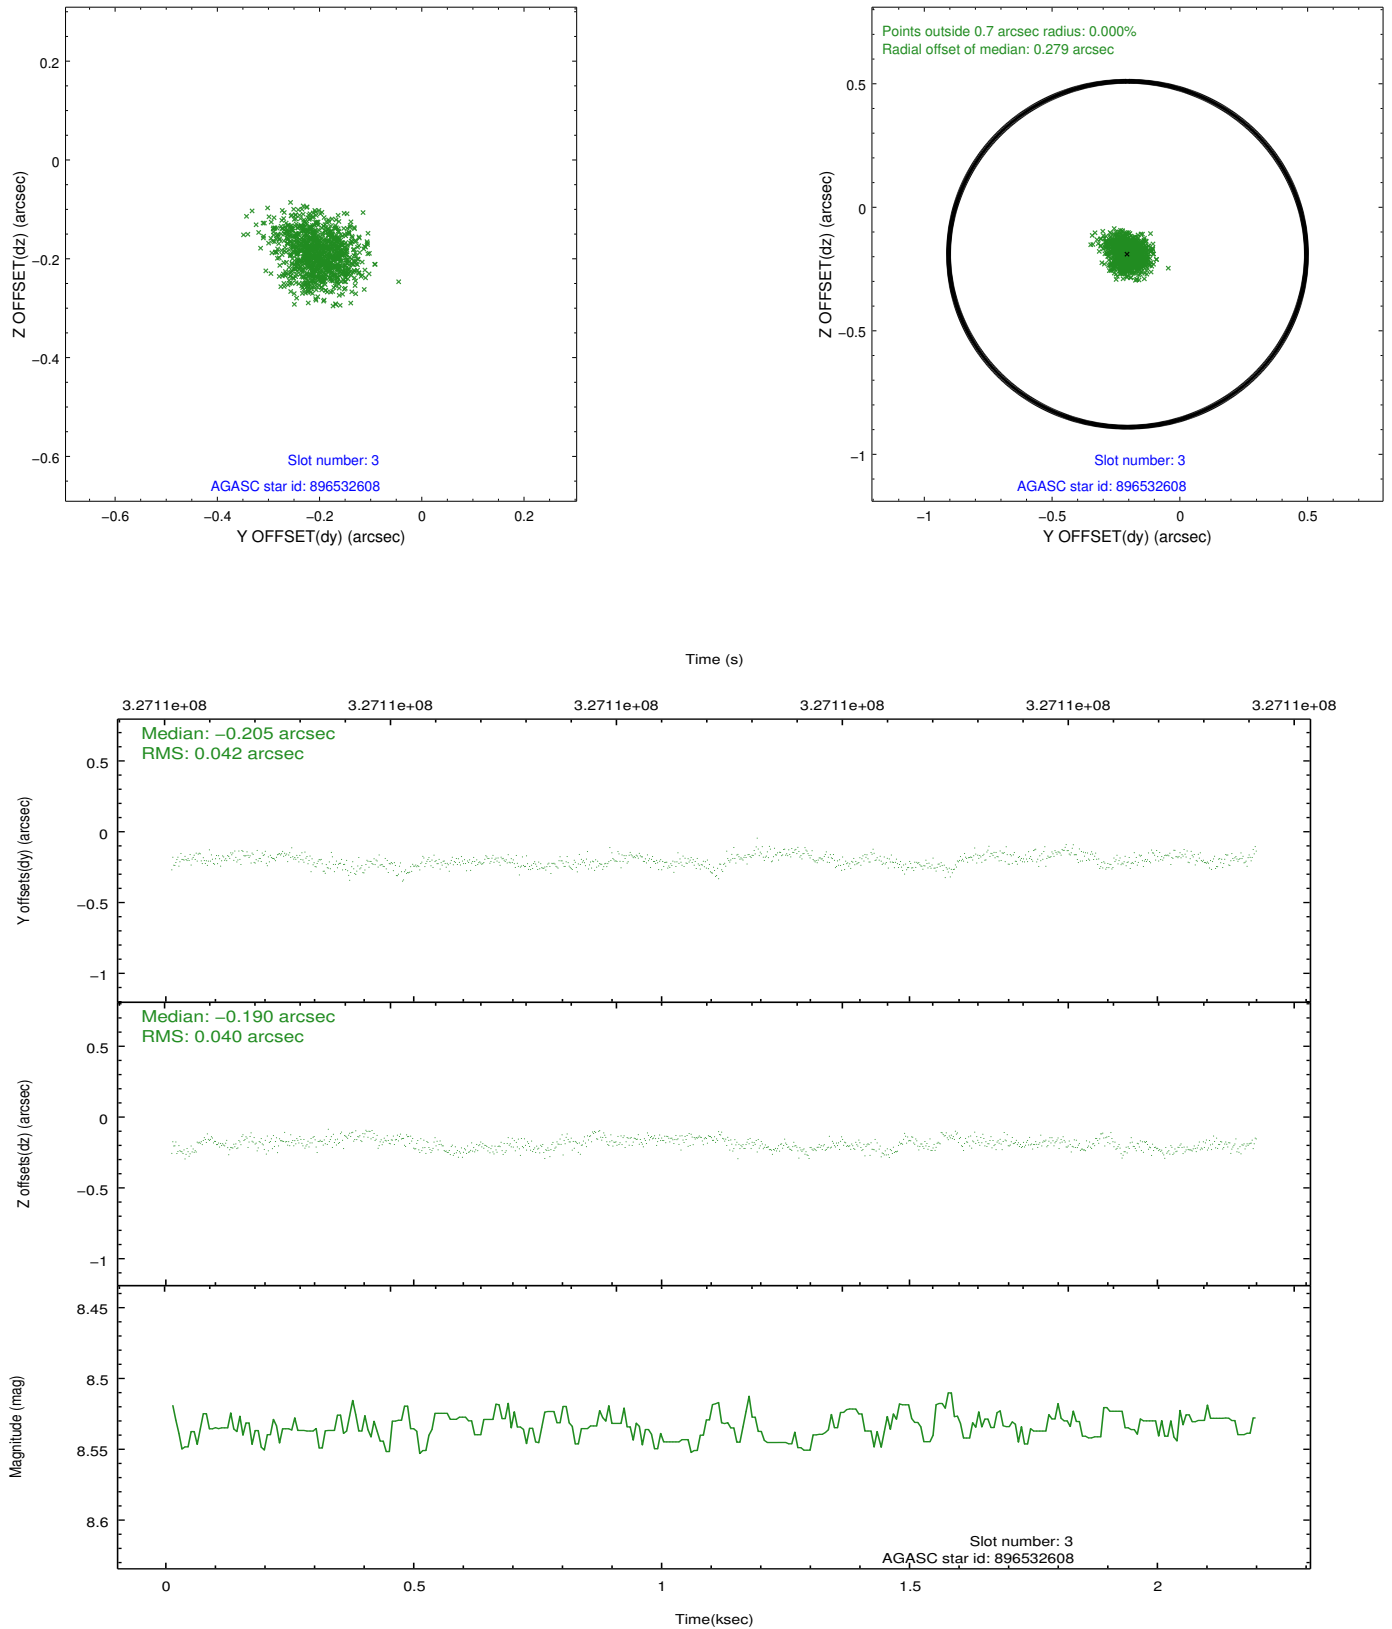 0.2
0
−0.2
−0.4
−0.6
Z OFFSET(dz) (arcsec)
Slot number: 3
AGASC star id: 896532608
−0.6
−0.4
−0.2
0
0.2
Y OFFSET(dy) (arcsec)
Points outside 0.7 arcsec radius: 0.000%
Radial offset of median: 0.279 arcsec
0.5
0
−0.5
−1
Z OFFSET(dz) (arcsec)
Slot number: 3
AGASC star id: 896532608
−1
−0.5
0
0.5
Y OFFSET(dy) (arcsec)
Time (s)
3.2711e+08
3.2711e+08
3.2711e+08
3.2711e+08
3.2711e+08
3.2711e+08
Median: −0.205 arcsec
RMS: 0.042 arcsec
0.5
0
−0.5
−1
Y offsets(dy) (arcsec)
Median: −0.190 arcsec
RMS: 0.040 arcsec
0.5
0
−0.5
−1
Z offsets(dz) (arcsec)
8.45
8.5
8.55
8.6
Magnitude (mag)
Slot number: 3
AGASC star id: 896532608
0
0.5
1
1.5
2
Time(ksec)